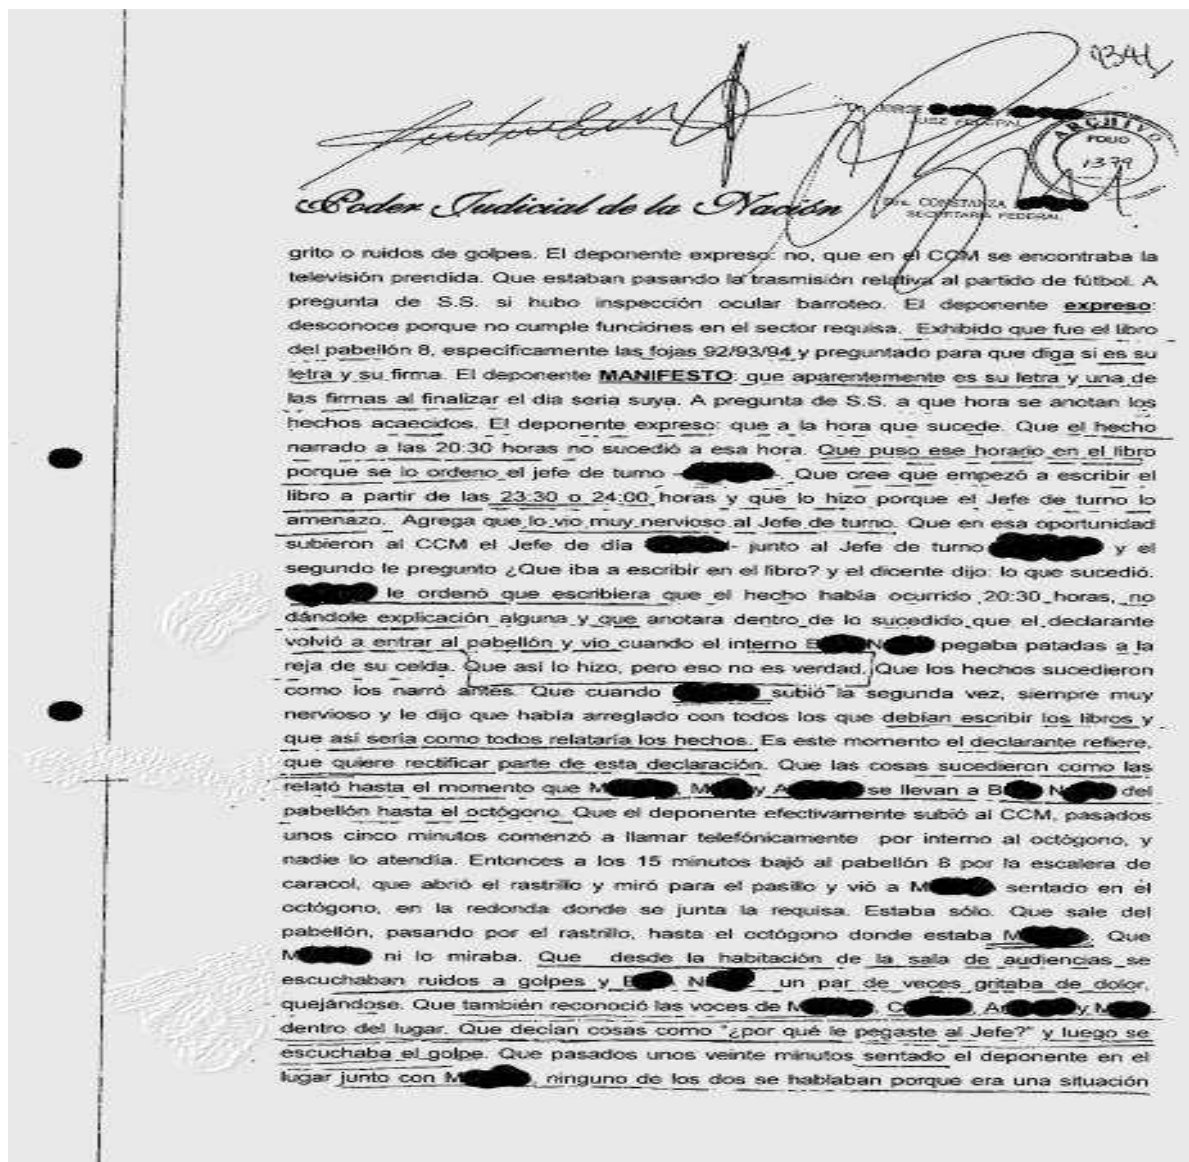 1341
Dr. JORGE
JUEZ FEDERAL
ARCHIVO
FOLIO
1379
Poder Judicial de la Nación
Dra. CONSTANZA
SECRETARIA FEDERAL
grito o ruidos de golpes. El deponente expreso: no, que en el CCM se encontraba la
televisión prendida. Que estaban pasando la trasmisión relativa al partido de fútbol. A
pregunta de S.S. si hubo inspección ocular barroteo. El deponente expreso:
desconoce porque no cumple funciones en el sector requisa. Exhibido que fue el libro
del pabellón 8, específicamente las fojas 92/93/94 y preguntado para que diga si es su
letra y su firma. El deponente MANIFESTO: que aparentemente es su letra y una de
las firmas al finalizar el dia seria suya. A pregunta de S.S. a que hora se anotan los
hechos acaecidos. El deponente expreso: que a la hora que sucede. Que el hecho
narrado a las 20:30 horas no sucedió a esa hora. Que puso ese horario en el libro
porque se lo ordeno el jefe de turno - -. Que cree que empezó a escribir el
libro a partir de las 23:30 o 24:00 horas y que lo hizo porque el Jefe de turno lo
amenazo. Agrega que lo vio muy nervioso al Jefe de turno. Que en esa oportunidad
subieron al CCM el Jefe de día - junto al Jefe de turno y el
segundo le pregunto ¿Que iba a escribir en el libro? y el dicente dijo: lo que sucedió.
le ordenó que escribiera que el hecho había ocurrido 20:30 horas, no
dándole explicación alguna y que anotara dentro de lo sucedido que el declarante
volvió a entrar al pabellón y vio cuando el interno B N pegaba patadas a la
reja de su celda. Que asi lo hizo, pero eso no es verdad. Que los hechos sucedieron
como los narró antes. Que cuando subió la segunda vez, siempre muy
nervioso y le dijo que había arreglado con todos los que debían escribir los libros y
que así seria como todos relataría los hechos. Es este momento el declarante refiere,
que quiere rectificar parte de esta declaración. Que las cosas sucedieron como las
relató hasta el momento que M , M y A se llevan a B N del
pabellón hasta el octógono. Que el deponente efectivamente subió al CCM, pasados
unos cinco minutos comenzó a llamar telefónicamente por interno al octógono, y
nadie lo atendía. Entonces a los 15 minutos bajó al pabellón 8 por la escalera de
caracol, que abrió el rastrillo y miró para el pasillo y vió a M sentado en el
octógono, en la redonda donde se junta la requisa. Estaba sólo. Que sale del
pabellón, pasando por el rastrillo, hasta el octógono donde estaba M . Que
M ni lo miraba. Que desde la habitación de la sala de audiencias se
escuchaban ruidos a golpes y B N un par de veces gritaba de dolor,
quejándose. Que también reconoció las voces de M , C , A y M
dentro del lugar. Que decían cosas como "¿por qué le pegaste al Jefe?" y luego se
escuchaba el golpe. Que pasados unos veinte minutos sentado el deponente en el
lugar junto con M , ninguno de los dos se hablaban porque era una situación